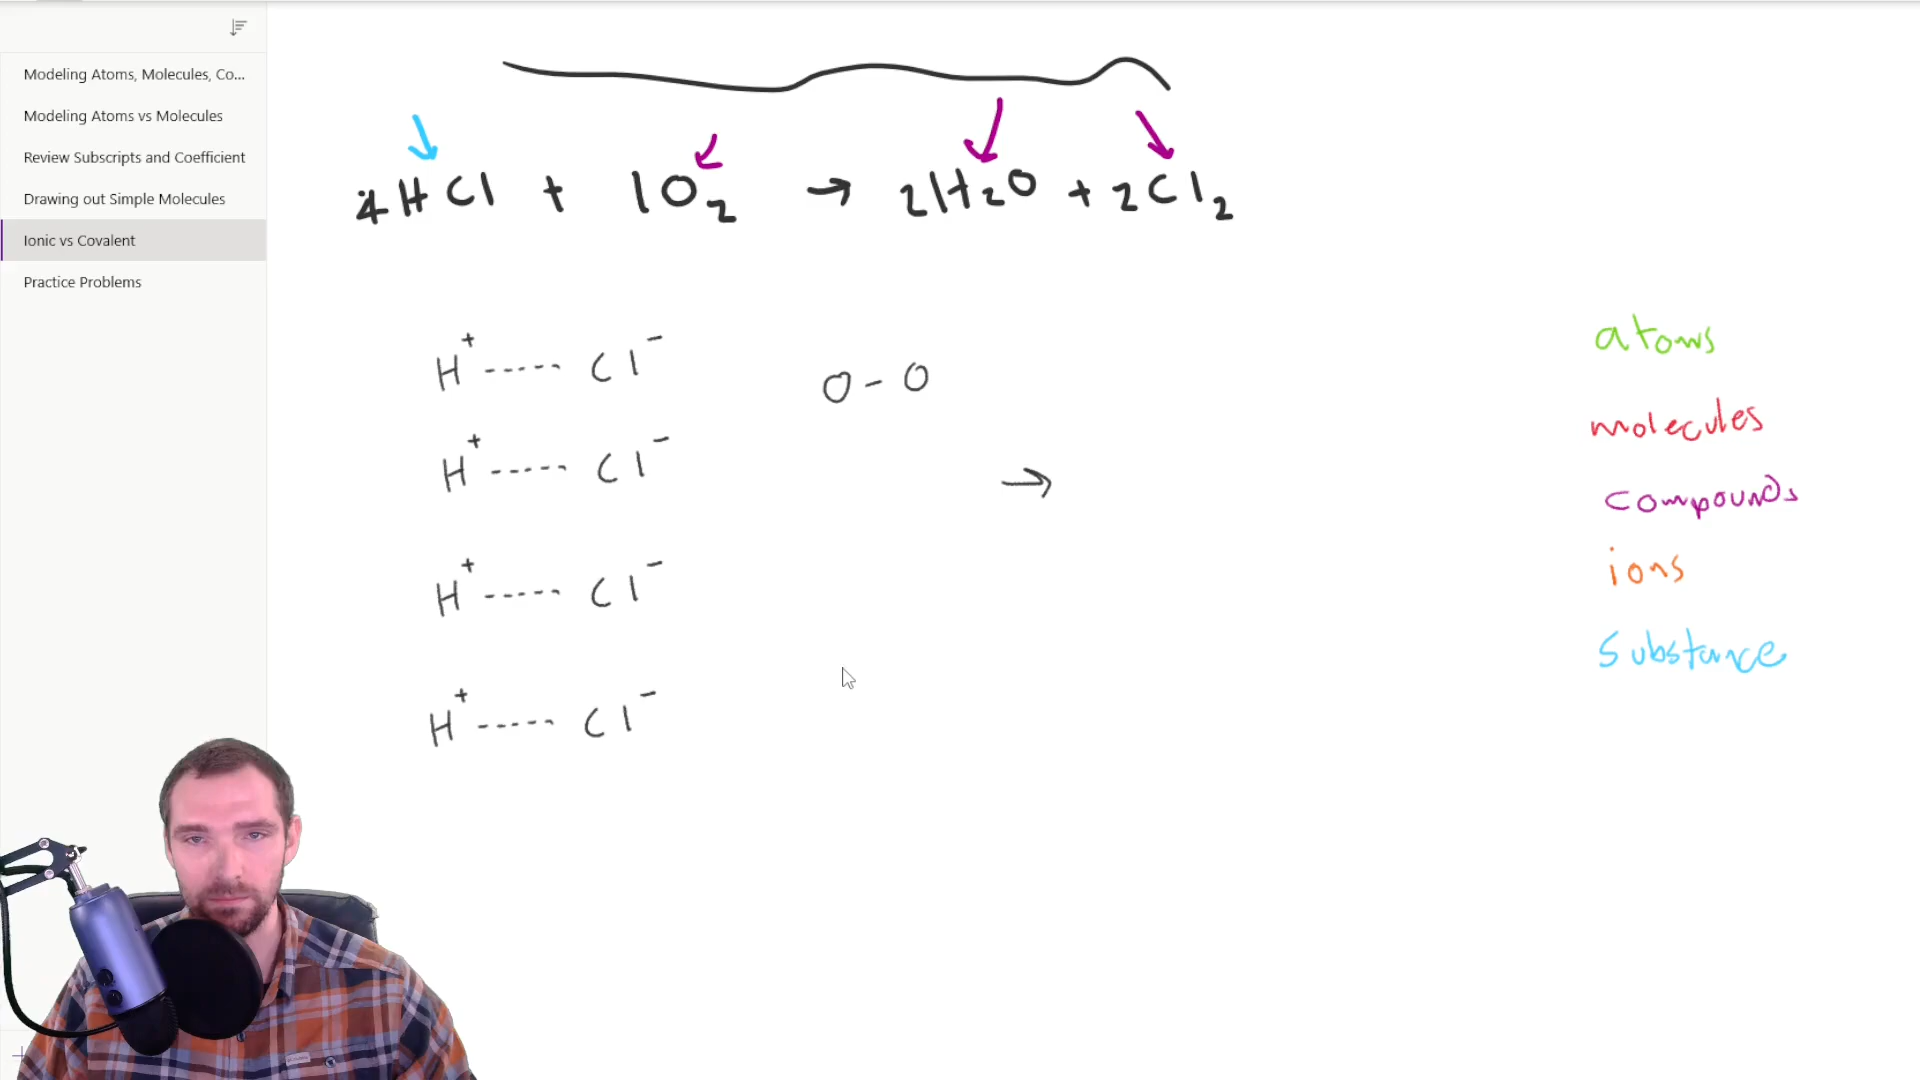 Modeling Atoms, Molecules, Co...
Modeling Atoms vs Molecules
Review Subscripts and Coefficient
Drawing out Simple Molecules
Ionic vs Covalent
Practice Problems
4HCl + 1O₂ → 2H₂O + 2Cl₂
H⁺ ----- Cl⁻
O - O
H⁺ ----- Cl⁻
→
H⁺ ----- Cl⁻
H⁺ ----- Cl⁻
atoms
molecules
compounds
ions
substance